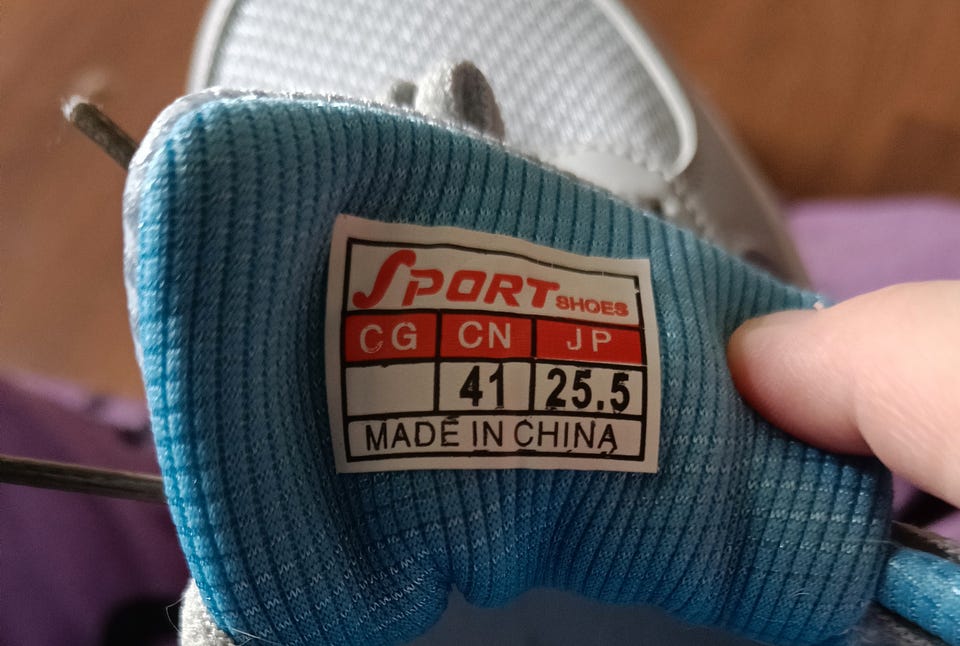 SPORT SHOES
CG CN JP
41 25.5
MADE IN CHINA